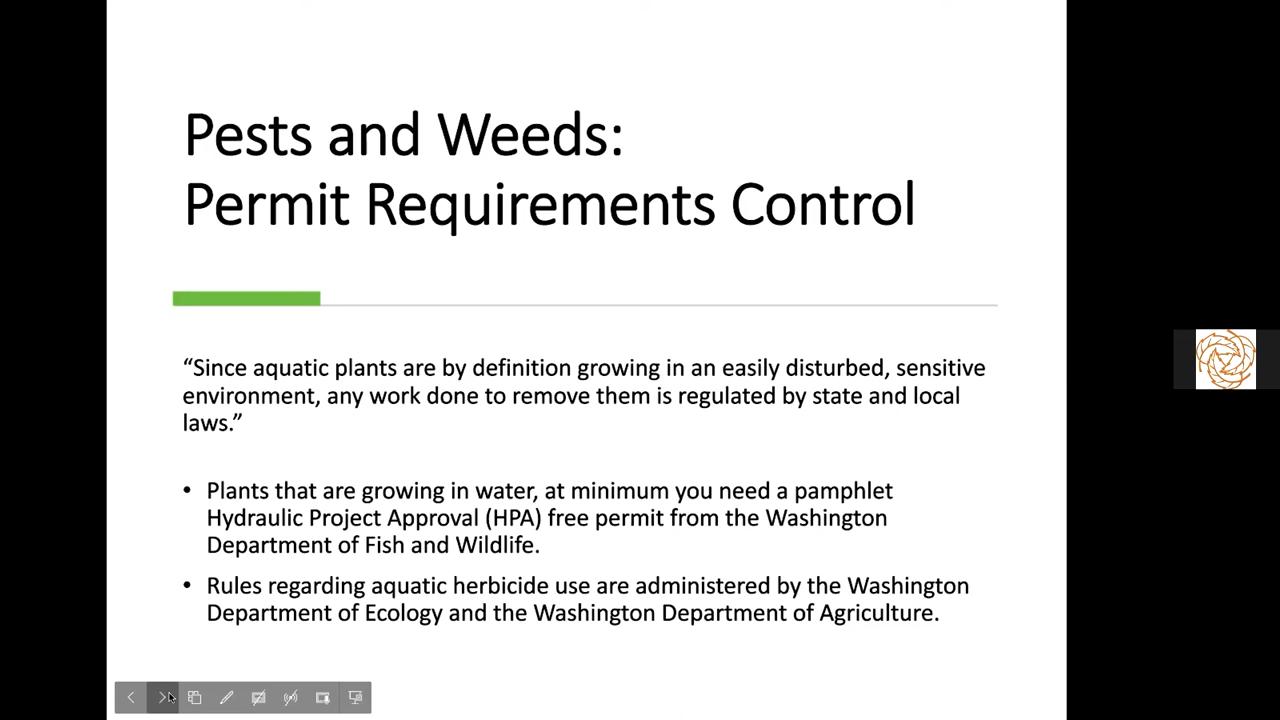 Pests and Weeds:
Permit Requirements Control
“Since aquatic plants are by definition growing in an easily disturbed, sensitive
environment, any work done to remove them is regulated by state and local
laws.”
• Plants that are growing in water, at minimum you need a pamphlet
Hydraulic Project Approval (HPA) free permit from the Washington
Department of Fish and Wildlife.
• Rules regarding aquatic herbicide use are administered by the Washington
Department of Ecology and the Washington Department of Agriculture.